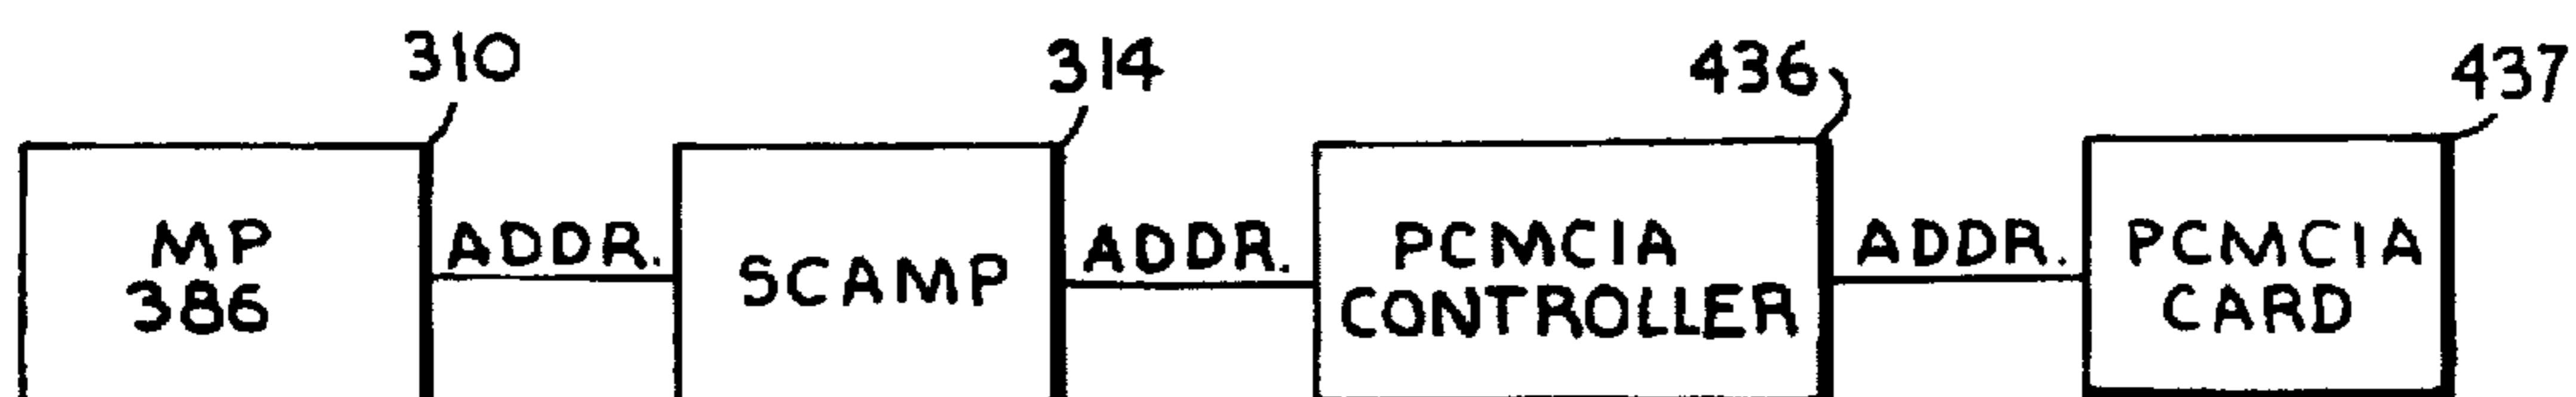 310 314 436 437
MP
386
ADDR.
SCAMP
ADDR.
PCMCIA
CONTROLLER
ADDR.
PCMCIA
CARD